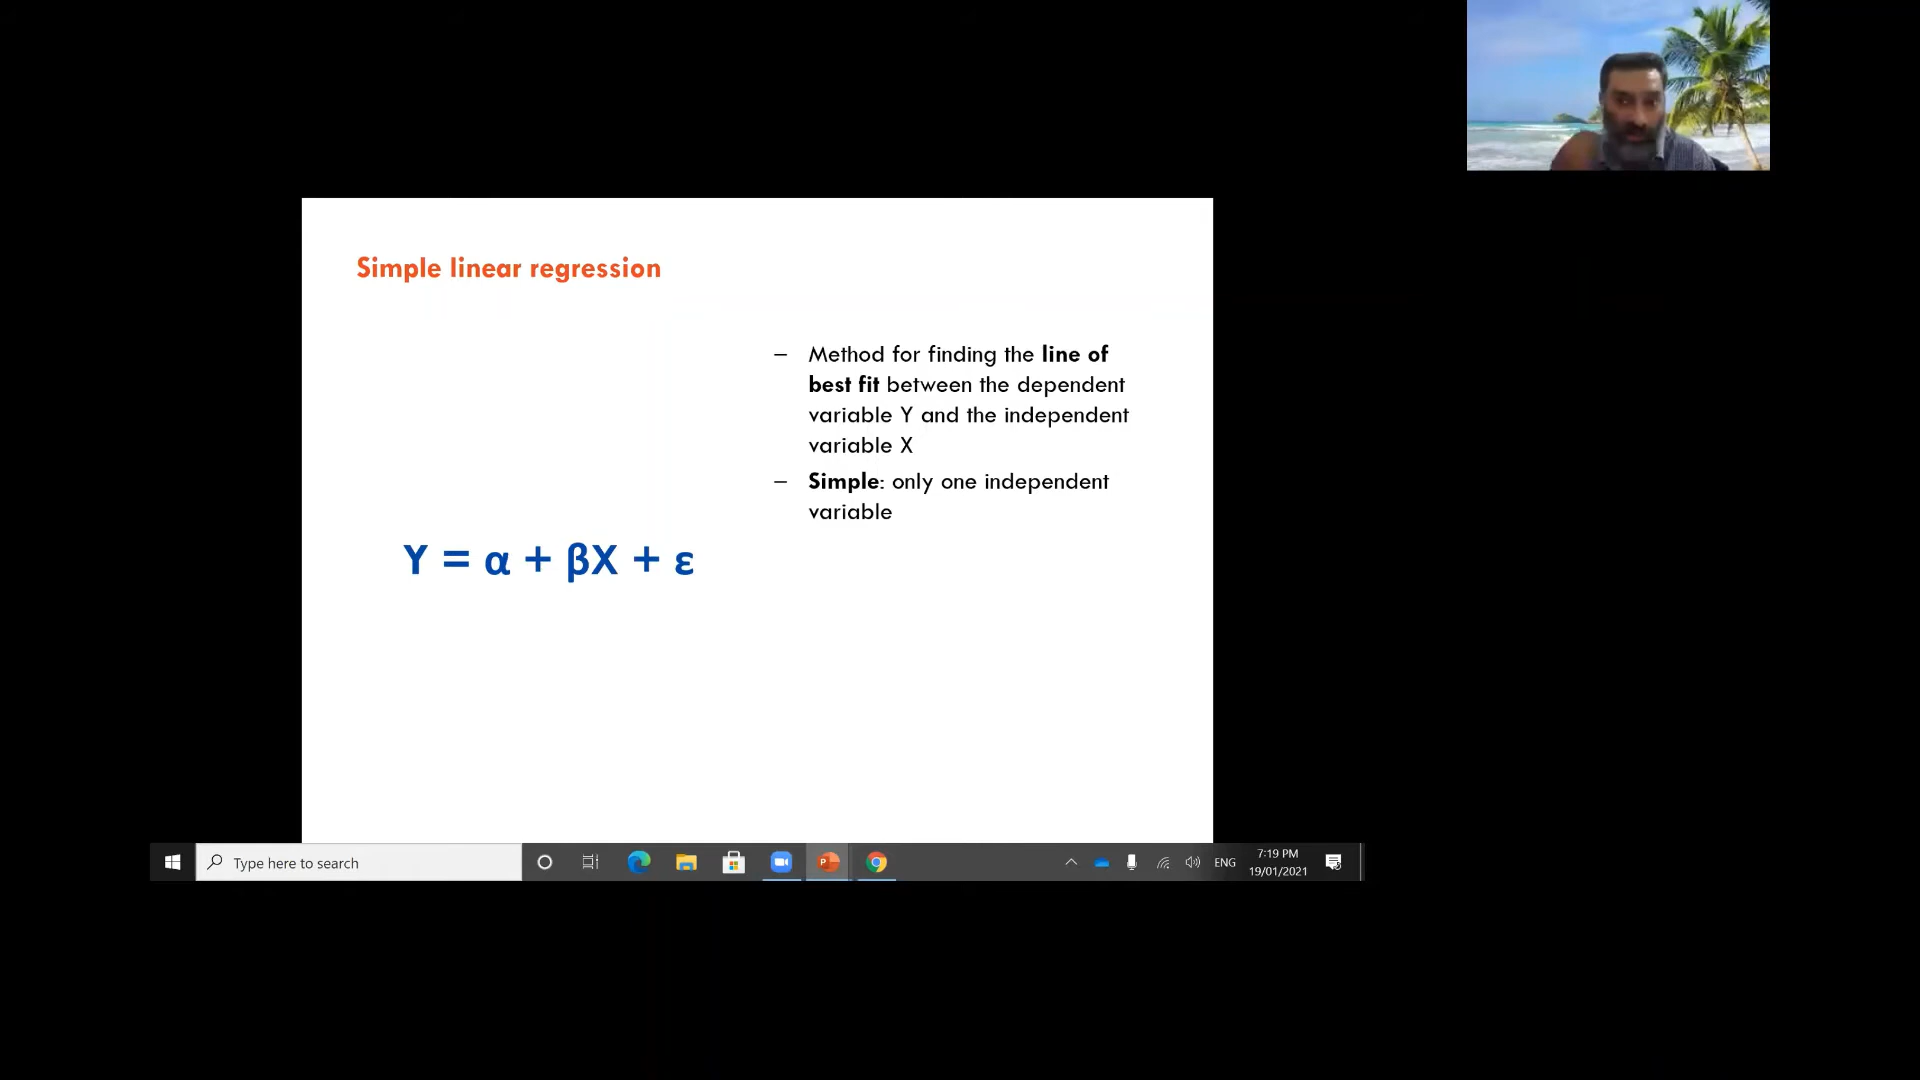 Simple linear regression
– Method for finding the line of
best fit between the dependent
variable Y and the independent
variable X
– Simple: only one independent
variable
Y = α + βX + ε
Type here to search
P
ENG
7:19 PM
19/01/2021